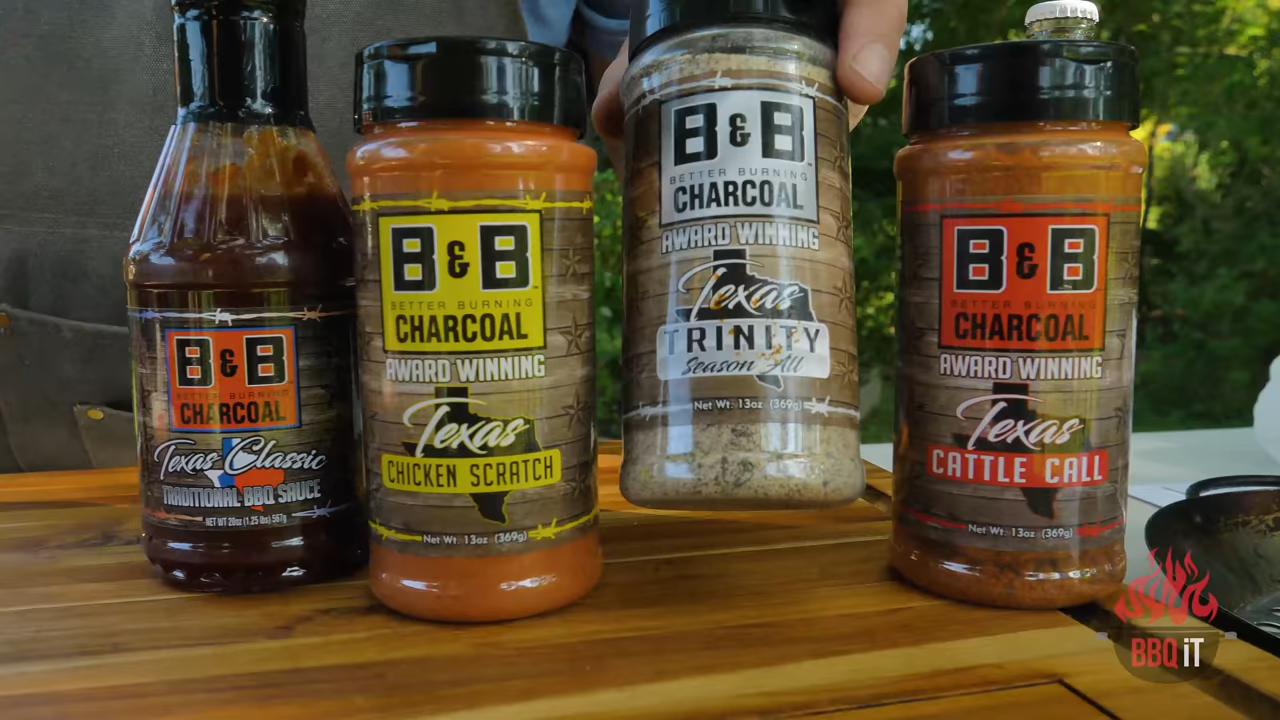 B&B
BETTER BURNING
CHARCOAL
Texas Classic
TRADITIONAL BBQ SAUCE
NET WT 20oz (1.25 lbs) 567g
B&B
BETTER BURNING
CHARCOAL
AWARD WINNING
Texas
CHICKEN SCRATCH
Net Wt. 13oz (369g)
B&B
BETTER BURNING
CHARCOAL
AWARD WINNING
Texas
TRINITY
Season All
Net Wt. 13oz (369g)
B&B
BETTER BURNING
CHARCOAL
AWARD WINNING
Texas
CATTLE CALL
Net Wt. 13oz (369g)
BBQ iT